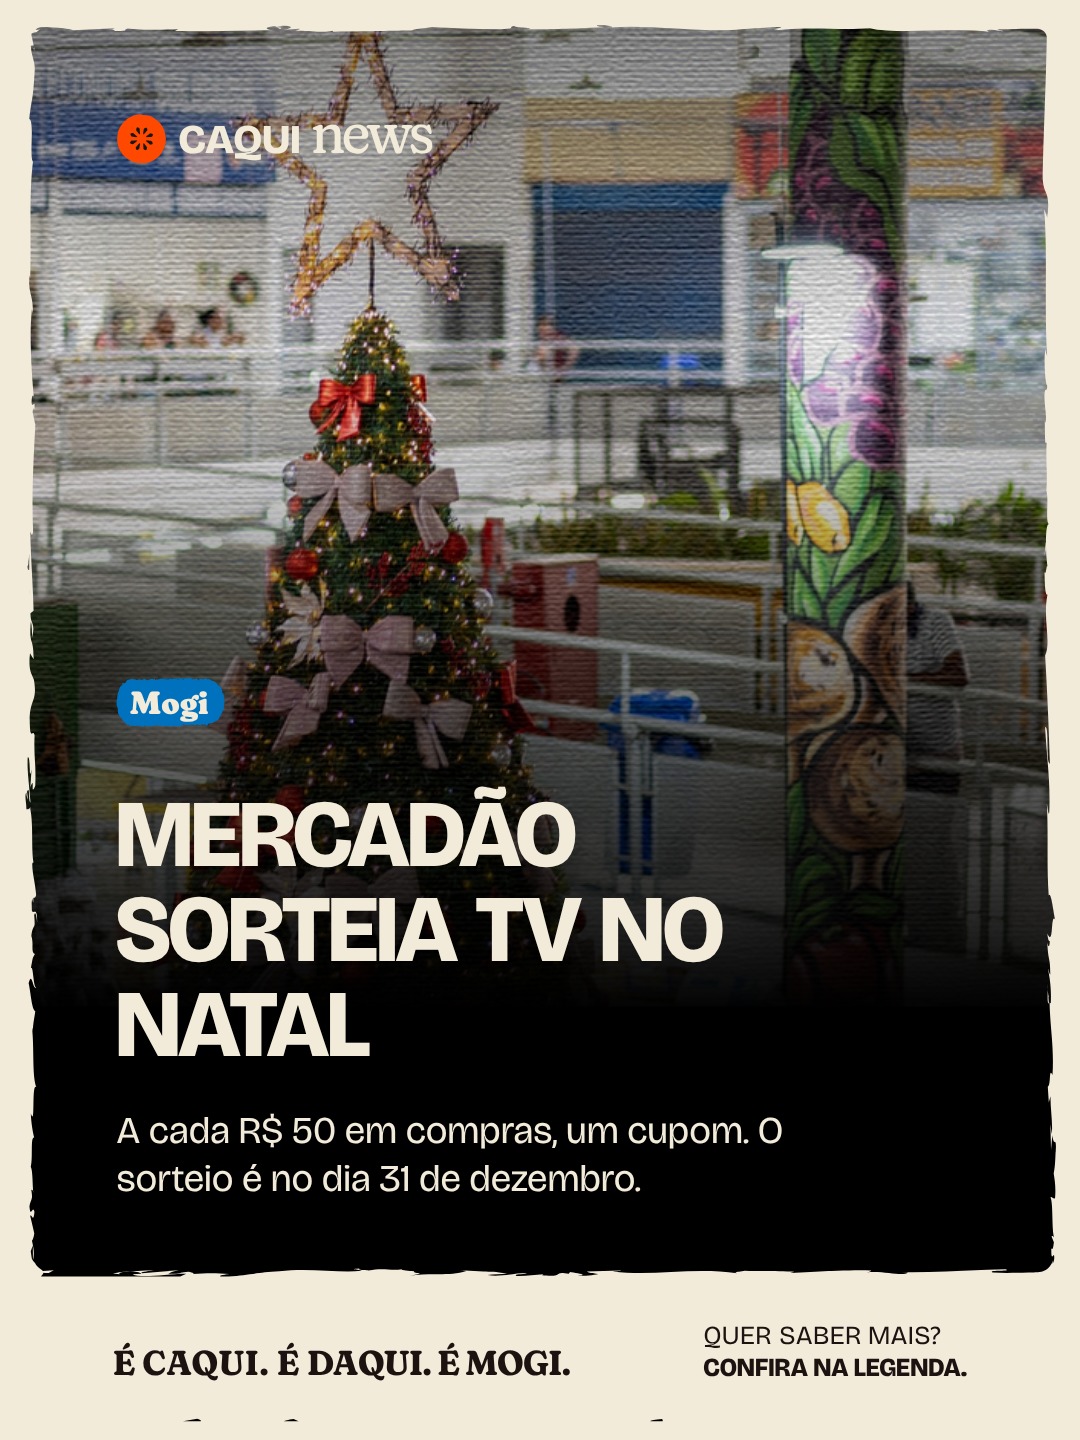 CAQUI news
Mogi
MERCADÃO
SORTEIA TV NO
NATAL
A cada R$ 50 em compras, um cupom. O
sorteio é no dia 31 de dezembro.
É CAQUI. É DAQUI. É MOGI.
QUER SABER MAIS?
CONFIRA NA LEGENDA.